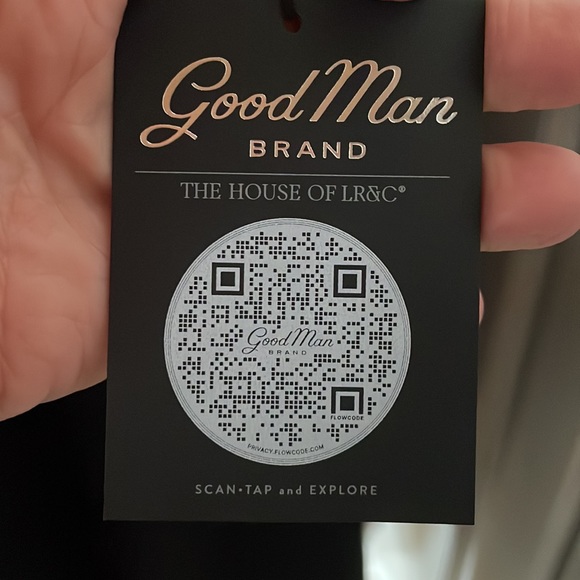 Good Man
BRAND
THE HOUSE OF LR&C®
Good Man
BRAND
FLOWCODE
PRIVACY.FLOWCODE.COM
SCAN•TAP and EXPLORE